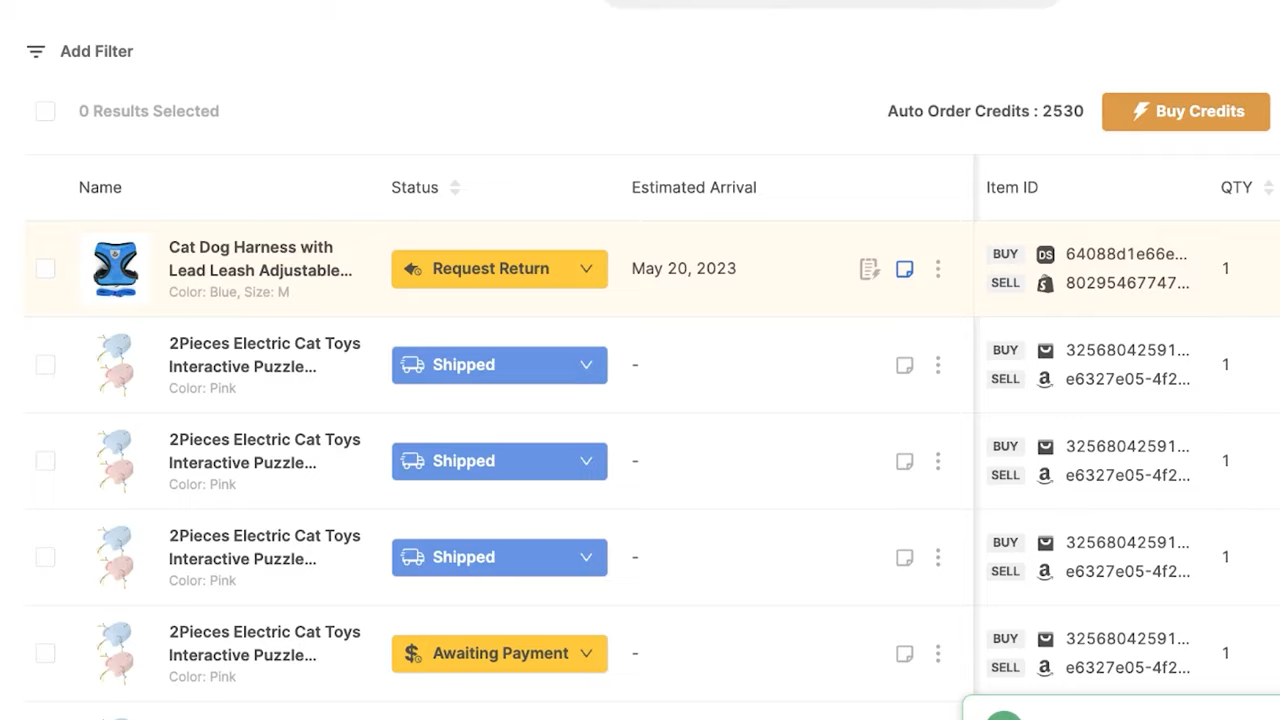 Add Filter
0 Results Selected
Auto Order Credits : 2530
Buy Credits
Name
Status
Estimated Arrival
Item ID
QTY
Cat Dog Harness with
Lead Leash Adjustable...
Color: Blue, Size: M
Request Return
May 20, 2023
BUY DS 64088d1e66e...
SELL 80295467747...
1
2Pieces Electric Cat Toys
Interactive Puzzle...
Color: Pink
Shipped
-
BUY 32568042591...
SELL a e6327e05-4f2...
1
2Pieces Electric Cat Toys
Interactive Puzzle...
Color: Pink
Shipped
-
BUY 32568042591...
SELL a e6327e05-4f2...
1
2Pieces Electric Cat Toys
Interactive Puzzle...
Color: Pink
Shipped
-
BUY 32568042591...
SELL a e6327e05-4f2...
1
2Pieces Electric Cat Toys
Interactive Puzzle...
Color: Pink
Awaiting Payment
-
BUY 32568042591...
SELL a e6327e05-4f2...
1